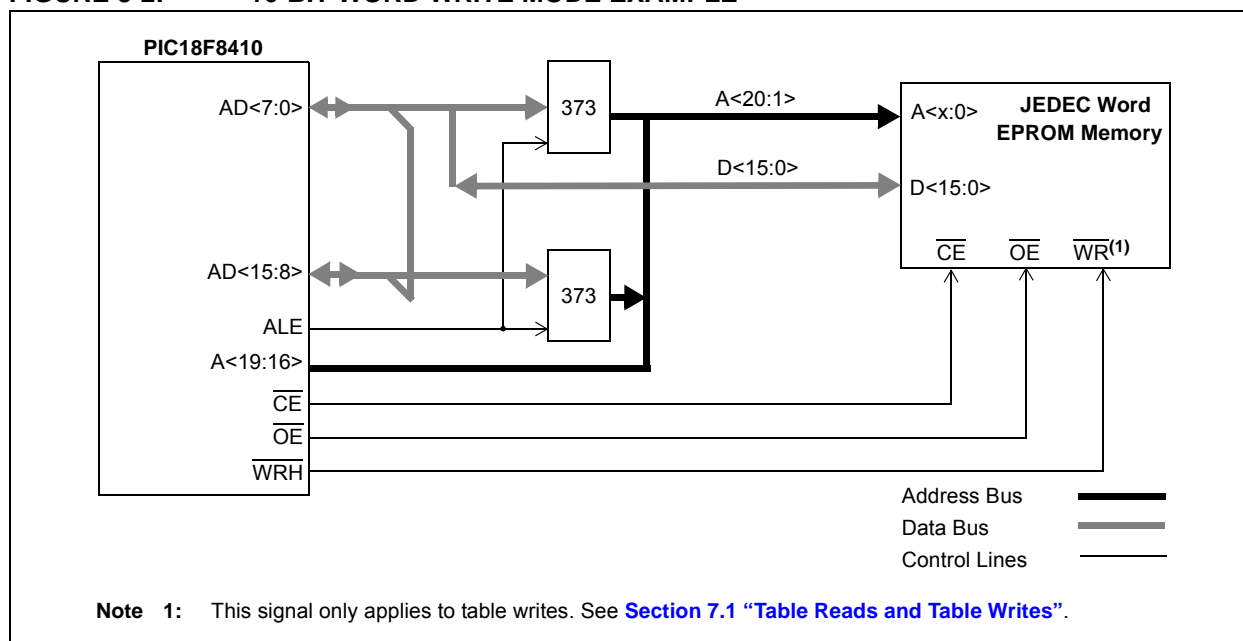 PIC18F8410
AD<7:0>
373
A<20:1>
A<x:0>
JEDEC Word
EPROM Memory
D<15:0>
D<15:0>
CE
OE
WR(1)
AD<15:8>
373
ALE
A<19:16>
CE
OE
WRH
Address Bus
Data Bus
Control Lines
Note 1: This signal only applies to table writes. See Section 7.1 “Table Reads and Table Writes”.